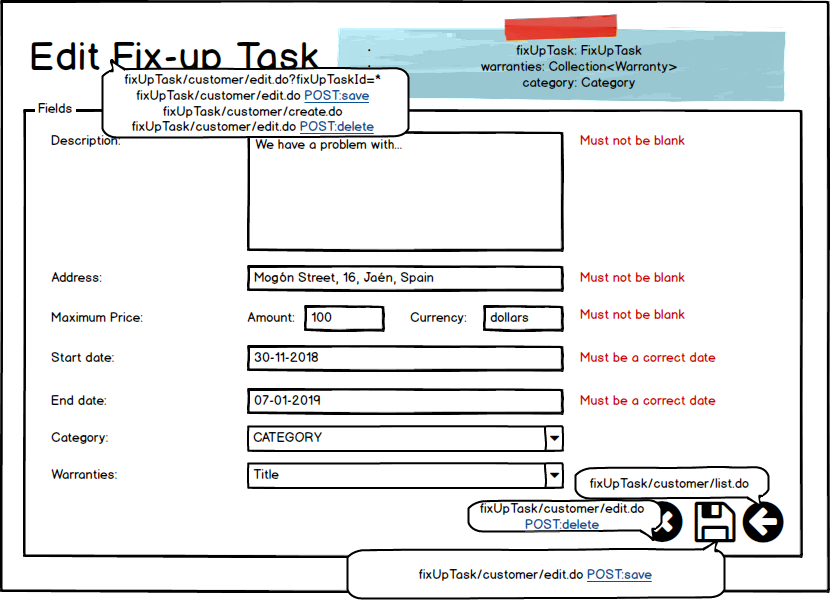 Edit Fix-up Task
fixUpTask: FixUpTask
warranties: Collection<Warranty>
category: Category
fixUpTask/customer/edit.do?fixUpTaskId=*
fixUpTask/customer/edit.do POST:save
fixUpTask/customer/create.do
fixUpTask/customer/edit.do POST:delete
Fields
Description:
We have a problem with...
Must not be blank
Address:
Mogón Street, 16, Jaén, Spain
Must not be blank
Maximum Price:
Amount:
100
Currency:
dollars
Must not be blank
Start date:
30-11-2018
Must be a correct date
End date:
07-01-2019
Must be a correct date
Category:
CATEGORY
Warranties:
Title
fixUpTask/customer/list.do
fixUpTask/customer/edit.do
POST:delete
fixUpTask/customer/edit.do POST:save